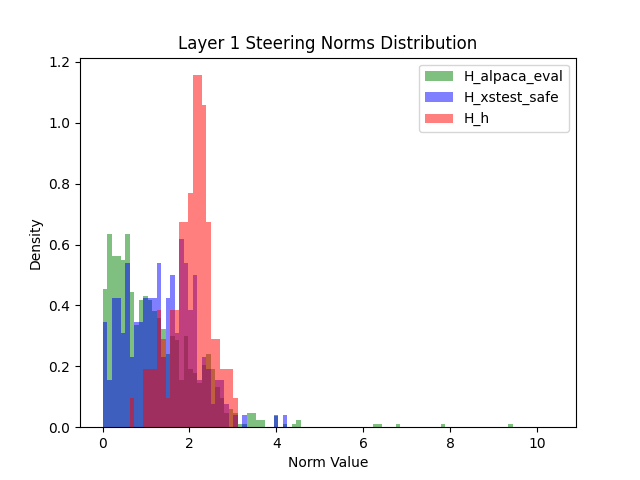 Layer 1 Steering Norms Distribution
H_alpaca_eval
H_xstest_safe
H_h
1.2
1.0
0.8
0.6
0.4
0.2
0.0
Density
0 2 4 6 8 10
Norm Value